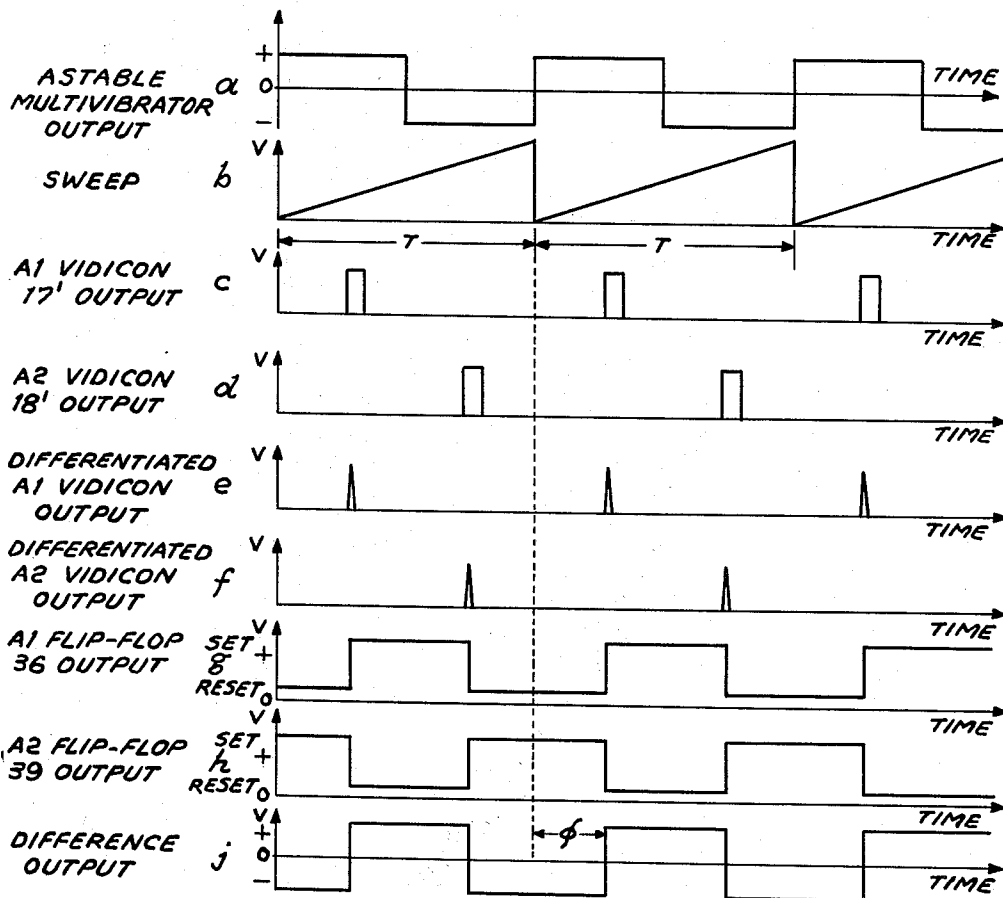 ASTABLE
MULTIVIBRATOR
OUTPUT
a
+
0
−
TIME
SWEEP
b
V
TIME
T
T
A1 VIDICON
17' OUTPUT
c
V
TIME
A2 VIDICON
18' OUTPUT
d
V
TIME
DIFFERENTIATED
A1 VIDICON
OUTPUT
e
V
TIME
DIFFERENTIATED
A2 VIDICON
OUTPUT
f
V
TIME
A1 FLIP-FLOP
36 OUTPUT
SET
g
RESET
V
+
0
TIME
A2 FLIP-FLOP
39 OUTPUT
SET
h
RESET
V
+
0
TIME
DIFFERENCE
OUTPUT
j
V
+
0
−
ϕ
TIME